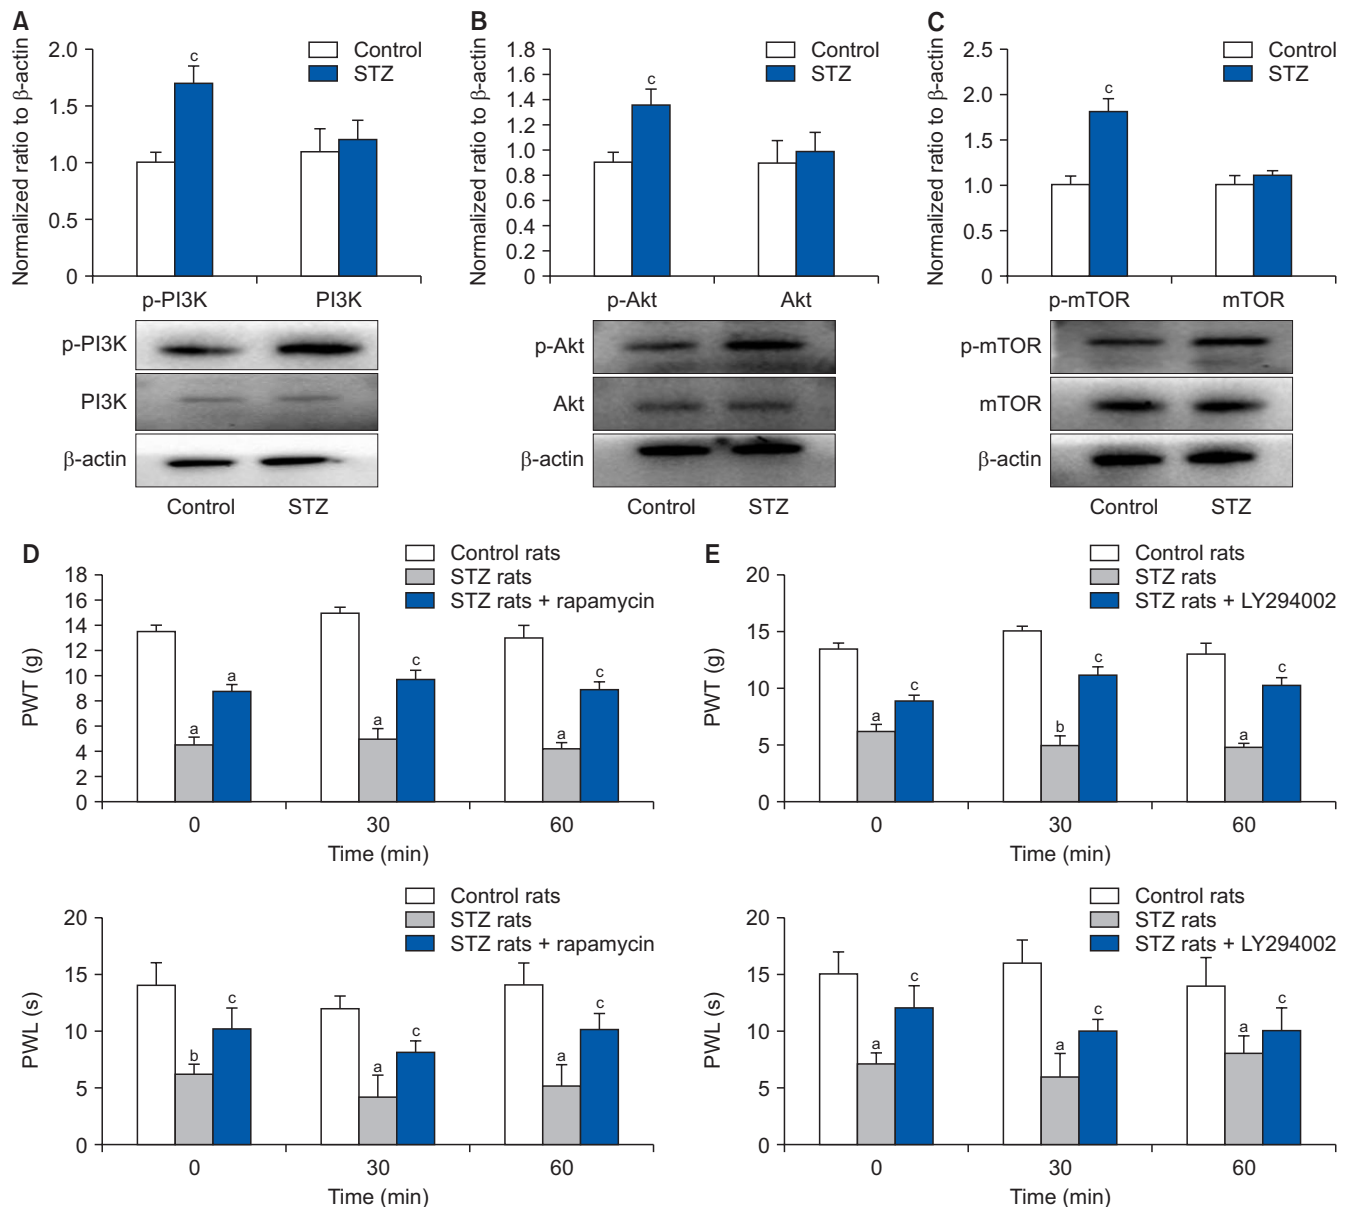 A
Normalized ratio to β-actin
2.0
1.5
1.0
0.5
0
Control
STZ
c
p-PI3K PI3K
p-PI3K
PI3K
β-actin
Control STZ
B
Normalized ratio to β-actin
1.8
1.6
1.4
1.2
1.0
0.8
0.6
0.4
0.2
0
Control
STZ
c
p-Akt Akt
p-Akt
Akt
β-actin
Control STZ
C
Normalized ratio to β-actin
2.5
2.0
1.5
1.0
0.5
0
Control
STZ
c
p-mTOR mTOR
p-mTOR
mTOR
β-actin
Control STZ
D
Control rats
STZ rats
STZ rats + rapamycin
PWT (g)
18
16
14
12
10
8
6
4
2
0
a a a c a c
0 30 60
Time (min)
Control rats
STZ rats
STZ rats + rapamycin
PWL (s)
20
15
10
5
0
b c a c a c
0 30 60
Time (min)
E
Control rats
STZ rats
STZ rats + LY294002
PWT (g)
20
15
10
5
0
a c b c a c
0 30 60
Time (min)
Control rats
STZ rats
STZ rats + LY294002
PWL (s)
20
15
10
5
0
a c a c a c
0 30 60
Time (min)